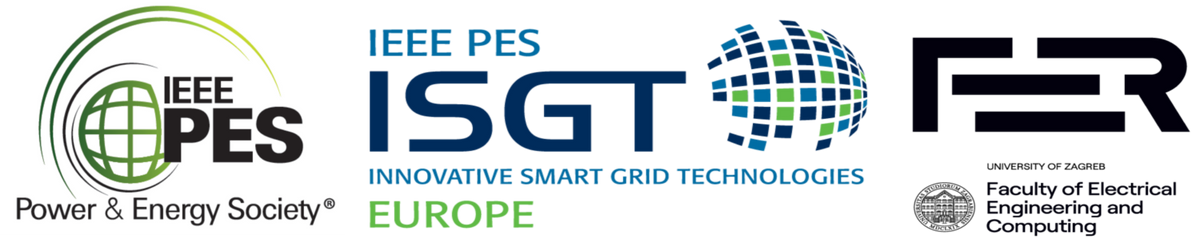 IEEE
PES
Power & Energy Society®
IEEE PES
ISGT
INNOVATIVE SMART GRID TECHNOLOGIES
EUROPE
FER
UNIVERSITY OF ZAGREB
Faculty of Electrical
Engineering and
Computing